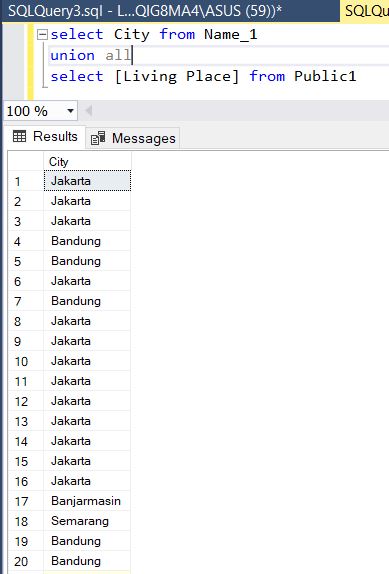 SQLQuery3.sql - L...QIG8MA4\ASUS (59))* SQLQu
select City from Name_1
union all
select [Living Place] from Public1
100 %
Results Messages
City
1 Jakarta
2 Jakarta
3 Jakarta
4 Bandung
5 Bandung
6 Jakarta
7 Bandung
8 Jakarta
9 Jakarta
10 Jakarta
11 Jakarta
12 Jakarta
13 Jakarta
14 Jakarta
15 Jakarta
16 Jakarta
17 Banjarmasin
18 Semarang
19 Bandung
20 Bandung